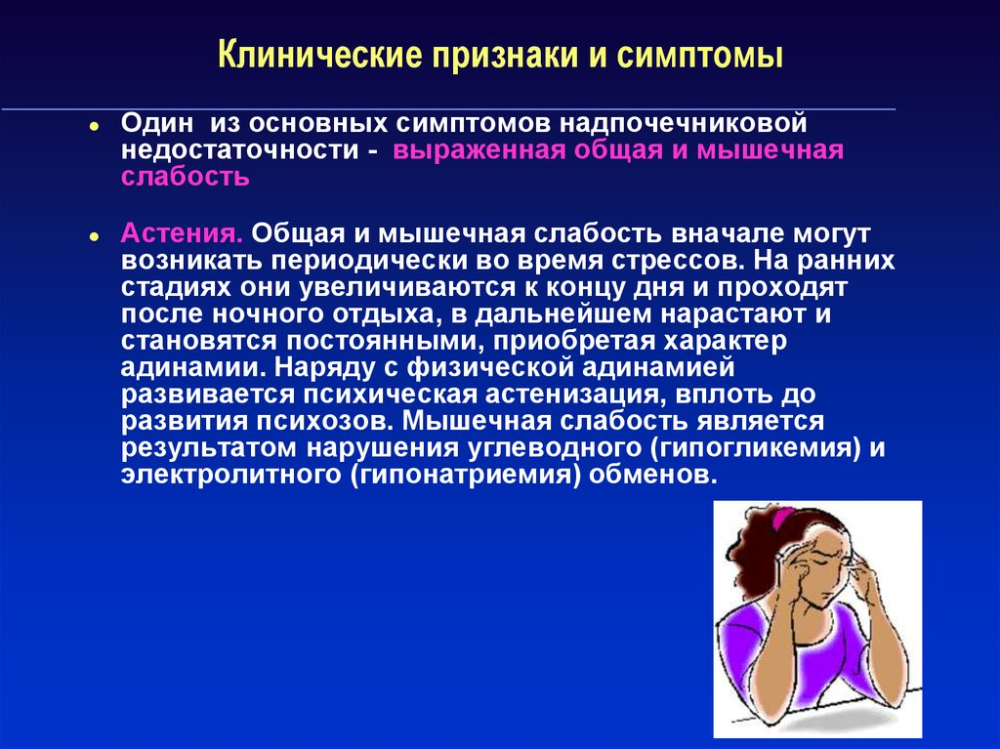 Клинические признаки и симптомы
Один из основных симптомов надпочечниковой
недостаточности - выраженная общая и мышечная
слабость
Астения. Общая и мышечная слабость вначале могут
возникать периодически во время стрессов. На ранних
стадиях они увеличиваются к концу дня и проходят
после ночного отдыха, в дальнейшем нарастают и
становятся постоянными, приобретая характер
адинамии. Наряду с физической адинамией
развивается психическая астенизация, вплоть до
развития психозов. Мышечная слабость является
результатом нарушения углеводного (гипогликемия) и
электролитного (гипонатриемия) обменов.